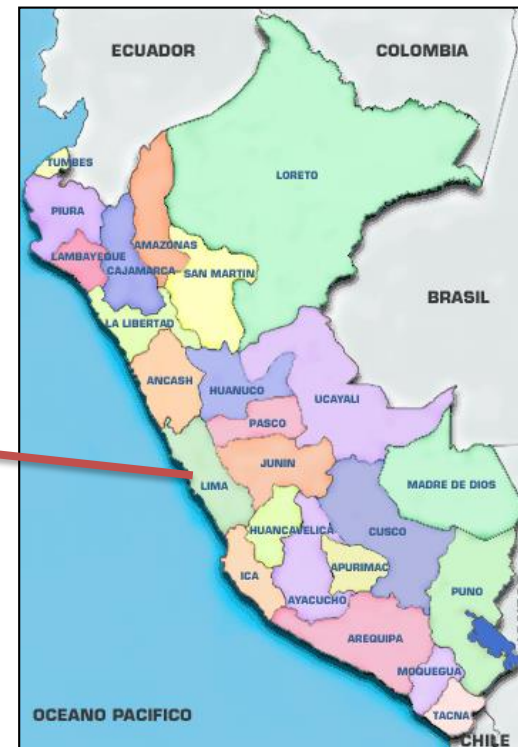 ECUADOR
COLOMBIA
TUMBES
LORETO
PIURA
AMAZONAS
LAMBAYEQUE
CAJAMARCA
SAN MARTIN
BRASIL
LA LIBERTAD
ANCASH
HUANUCO
UCAYALI
PASCO
JUNIN
LIMA
MADRE DE DIOS
HUANCAVELICA
CUSCO
APURIMAC
ICA
PUNO
AYACUCHO
AREQUIPA
MOQUEGUA
OCEANO PACIFICO
TACNA
CHILE